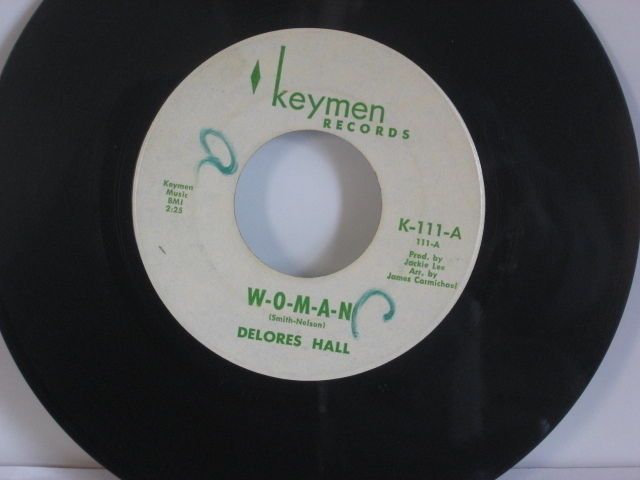 keymen
RECORDS
Keymen
Music
BMI
2:25
K-111-A
111-A
Prod. by
Jackie Lee
Arr. by
James Carmichael
W-O-M-A-N
(Smith-Nelson)
DELORES HALL